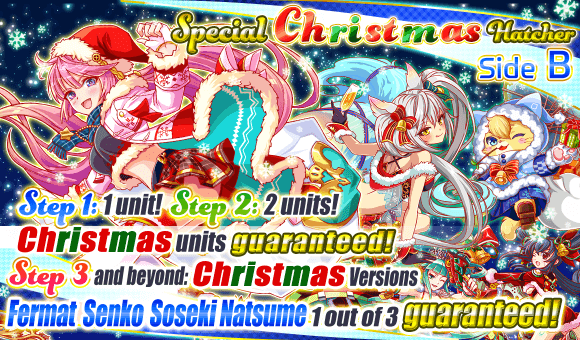 Special Christmas Hatcher
Side B
Step 1: 1 unit! Step 2: 2 units!
Christmas units guaranteed!
Step 3 and beyond: Christmas Versions
Fermat Senko Soseki Natsume 1 out of 3 guaranteed!